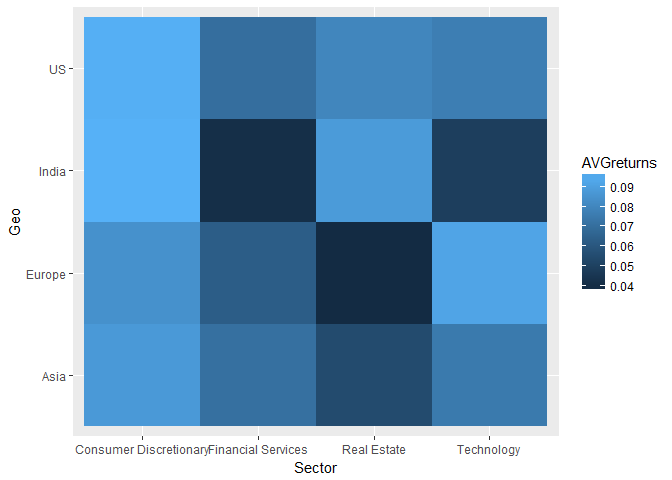 US
India
Europe
Asia
Geo
Consumer Discretionary Financial Services Real Estate Technology
Sector
AVGreturns
0.09
0.08
0.07
0.06
0.05
0.04